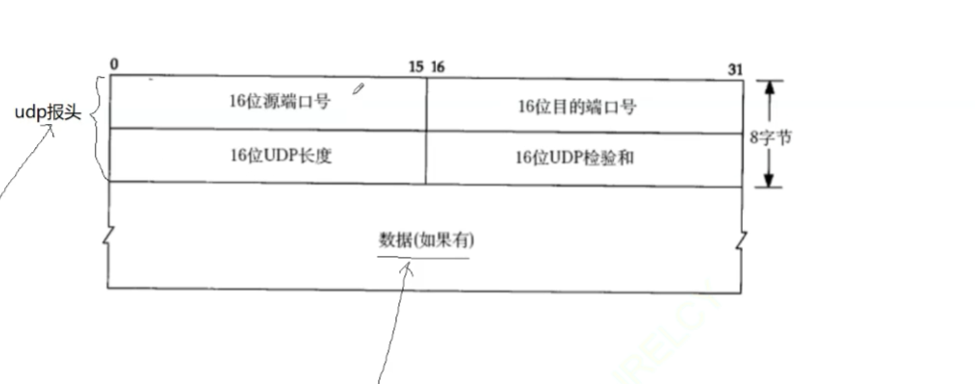 0 15 16 31
16位源端口号 16位目的端口号
udp报头
8字节
16位UDP长度 16位UDP检验和
数据(如果有)